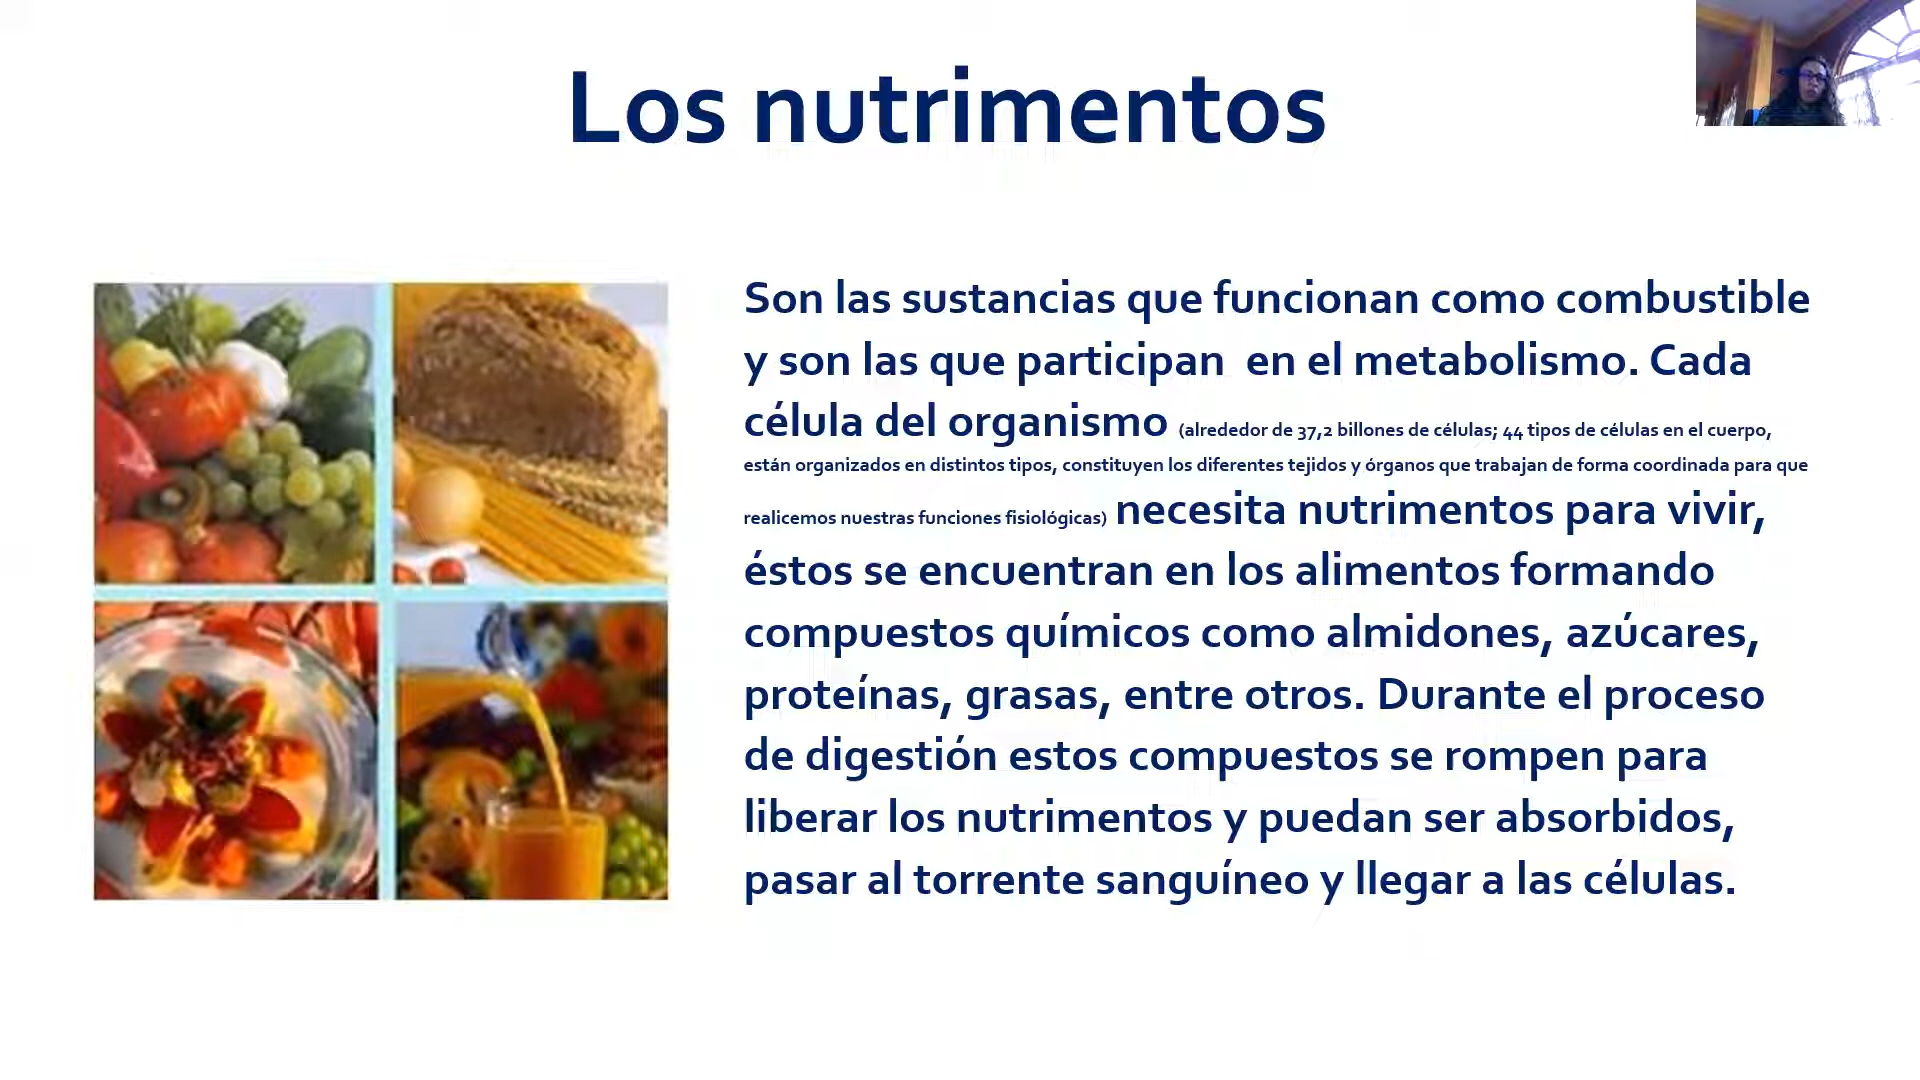 Los nutrimentos
Son las sustancias que funcionan como combustible
y son las que participan en el metabolismo. Cada
célula del organismo (alrededor de 37,2 billones de células; 44 tipos de células en el cuerpo,
están organizados en distintos tipos, constituyen los diferentes tejidos y órganos que trabajan de forma coordinada para que
realicemos nuestras funciones fisiológicas) necesita nutrimentos para vivir,
éstos se encuentran en los alimentos formando
compuestos químicos como almidones, azúcares,
proteínas, grasas, entre otros. Durante el proceso
de digestión estos compuestos se rompen para
liberar los nutrimentos y puedan ser absorbidos,
pasar al torrente sanguíneo y llegar a las células.